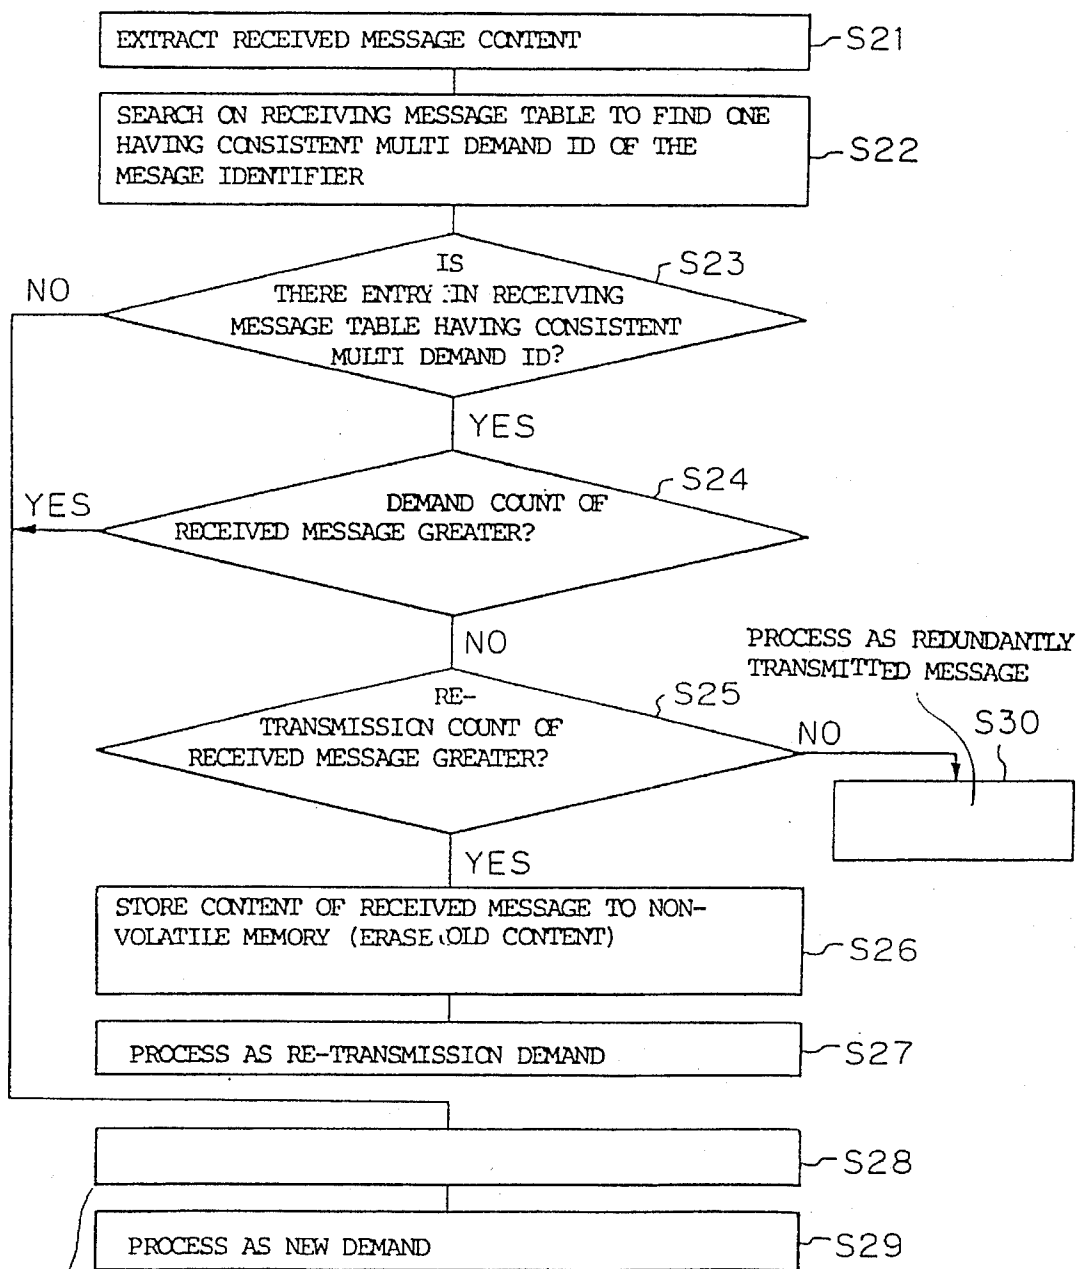 EXTRACT RECEIVED MESSAGE CONTENT
S21
SEARCH ON RECEIVING MESSAGE TABLE TO FIND ONE
HAVING CONSISTENT MULTI DEMAND ID OF THE
MESAGE IDENTIFIER
S22
IS
THERE ENTRY IN RECEIVING
MESSAGE TABLE HAVING CONSISTENT
MULTI DEMAND ID?
S23
NO
YES
DEMAND COUNT OF
RECEIVED MESSAGE GREATER?
S24
YES
NO
RE-
TRANSMISSION COUNT OF
RECEIVED MESSAGE GREATER?
S25
NO
PROCESS AS REDUNDANTLY
TRANSMITTED MESSAGE
S30
YES
STORE CONTENT OF RECEIVED MESSAGE TO NON-
VOLATILE MEMORY (ERASE OLD CONTENT)
S26
PROCESS AS RE-TRANSMISSION DEMAND
S27
S28
PROCESS AS NEW DEMAND
S29